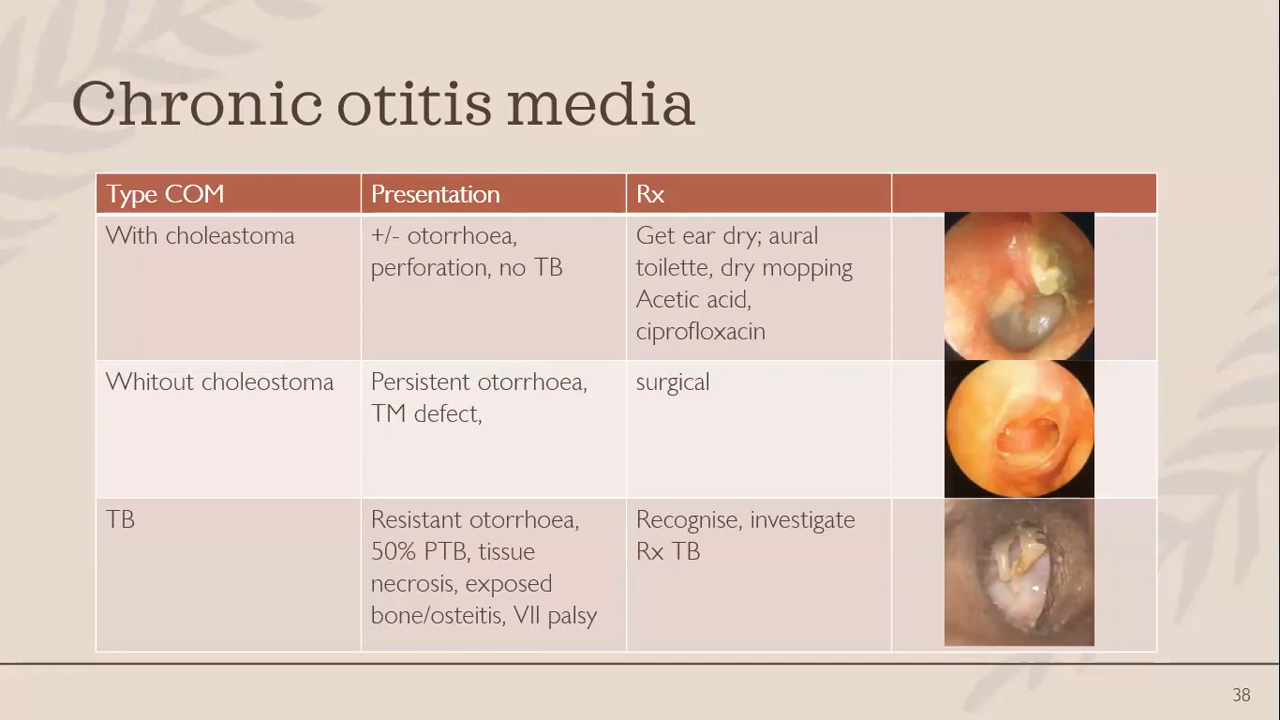 Chronic otitis media
Type COM
Presentation
Rx
With choleastoma
+/- otorrhoea,
perforation, no TB
Get ear dry; aural
toilette, dry mopping
Acetic acid,
ciprofloxacin
Whitout choleostoma
Persistent otorrhoea,
TM defect,
surgical
TB
Resistant otorrhoea,
50% PTB, tissue
necrosis, exposed
bone/osteitis, VII palsy
Recognise, investigate
Rx TB
38